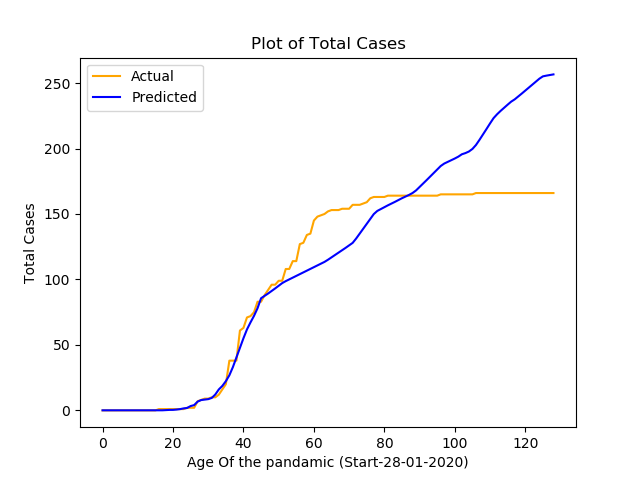 Plot of Total Cases
Actual
Predicted
250
200
150
100
50
0
Total Cases
0 20 40 60 80 100 120
Age Of the pandamic (Start-28-01-2020)